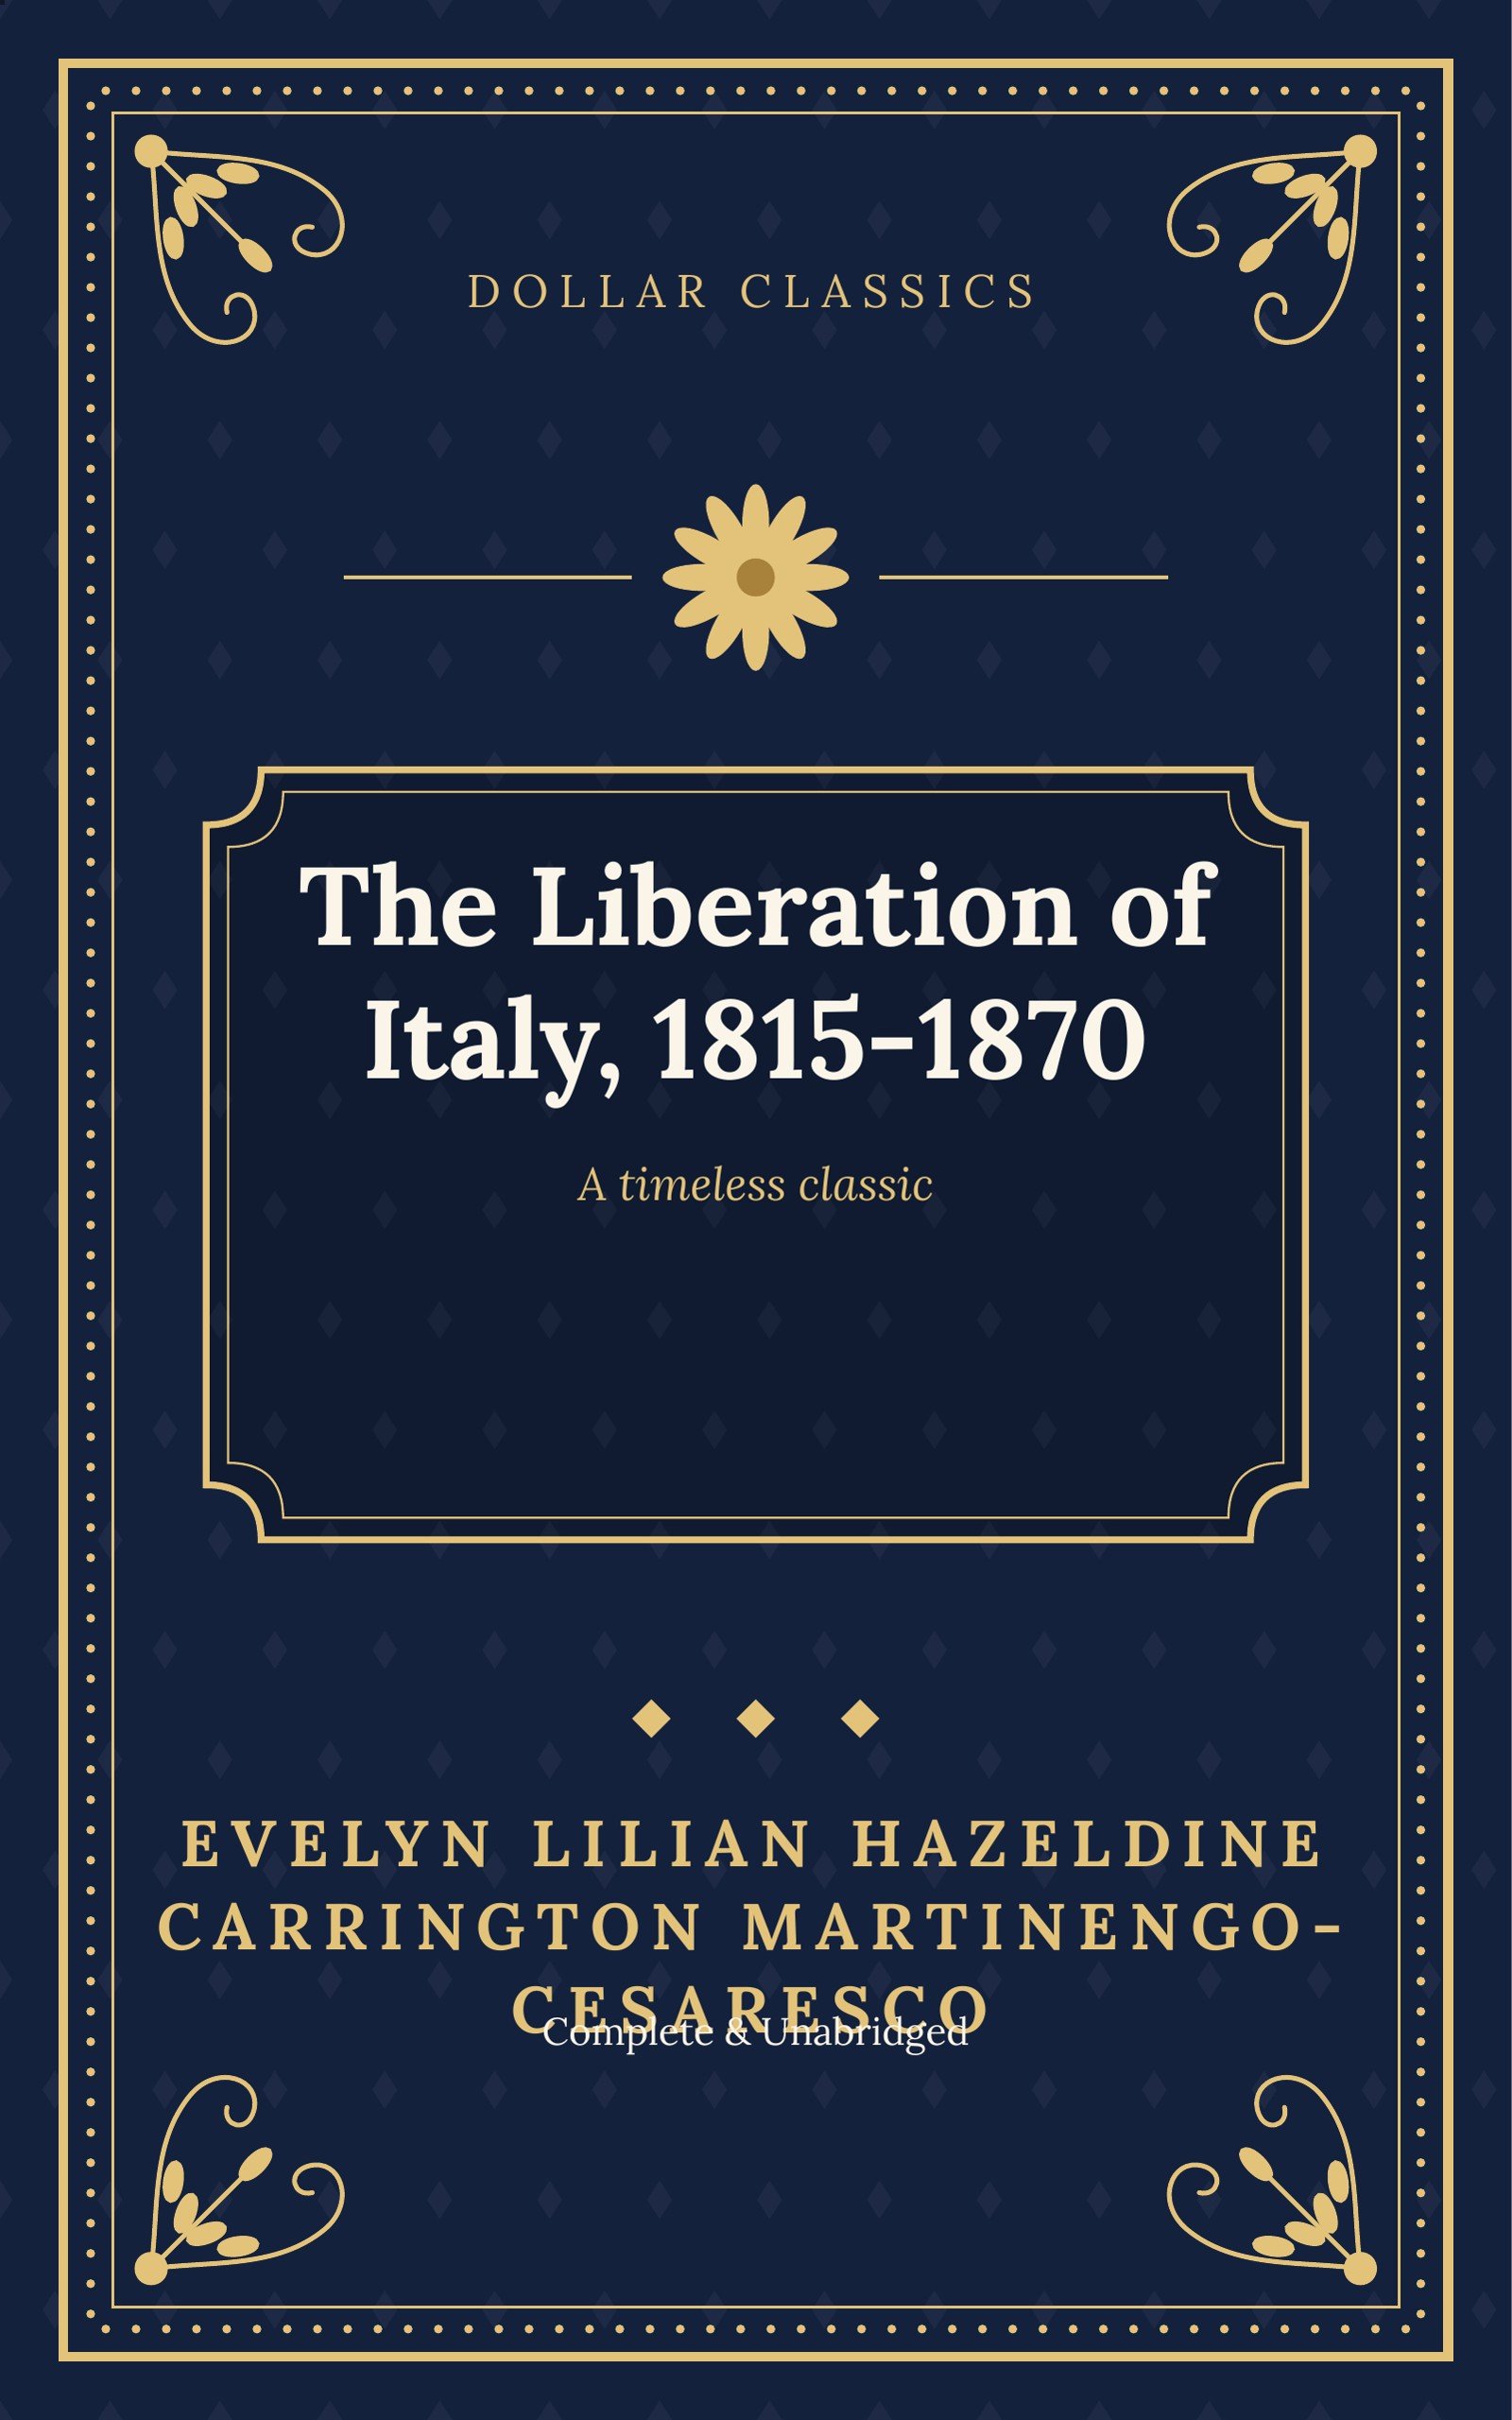 DOLLAR CLASSICS
The Liberation of
Italy, 1815–1870
A timeless classic
EVELYN LILIAN HAZELDINE
CARRINGTON MARTINENGO-
CESARESCO
Complete & Unabridged